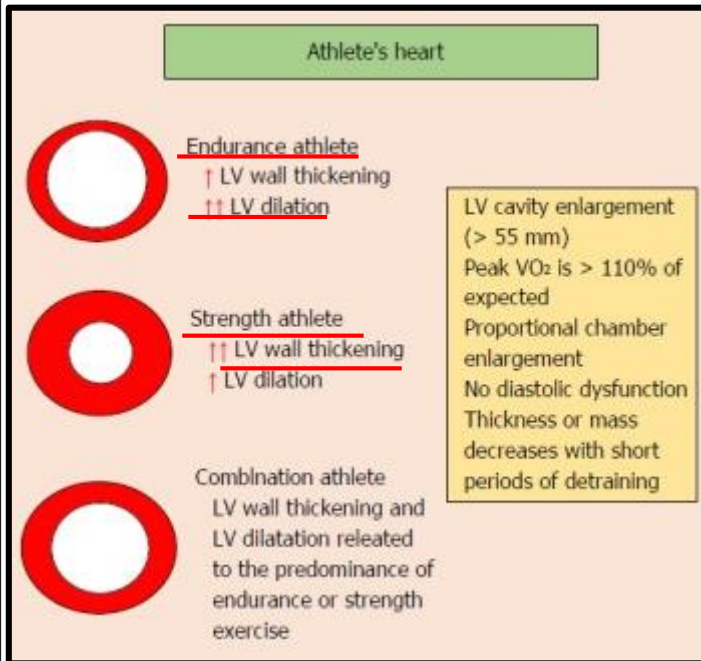 Athlete's heart
Endurance athlete
↑ LV wall thickening
↑↑ LV dilation
Strength athlete
↑↑ LV wall thickening
↑ LV dilation
Comblnation athlete
LV wall thickening and
LV dilatation releated
to the predominance of
endurance or strength
exercise
LV cavity enlargement
(> 55 mm)
Peak VO₂ is > 110% of
expected
Proportional chamber
enlargement
No diastolic dysfunction
Thickness or mass
decreases with short
periods of detraining